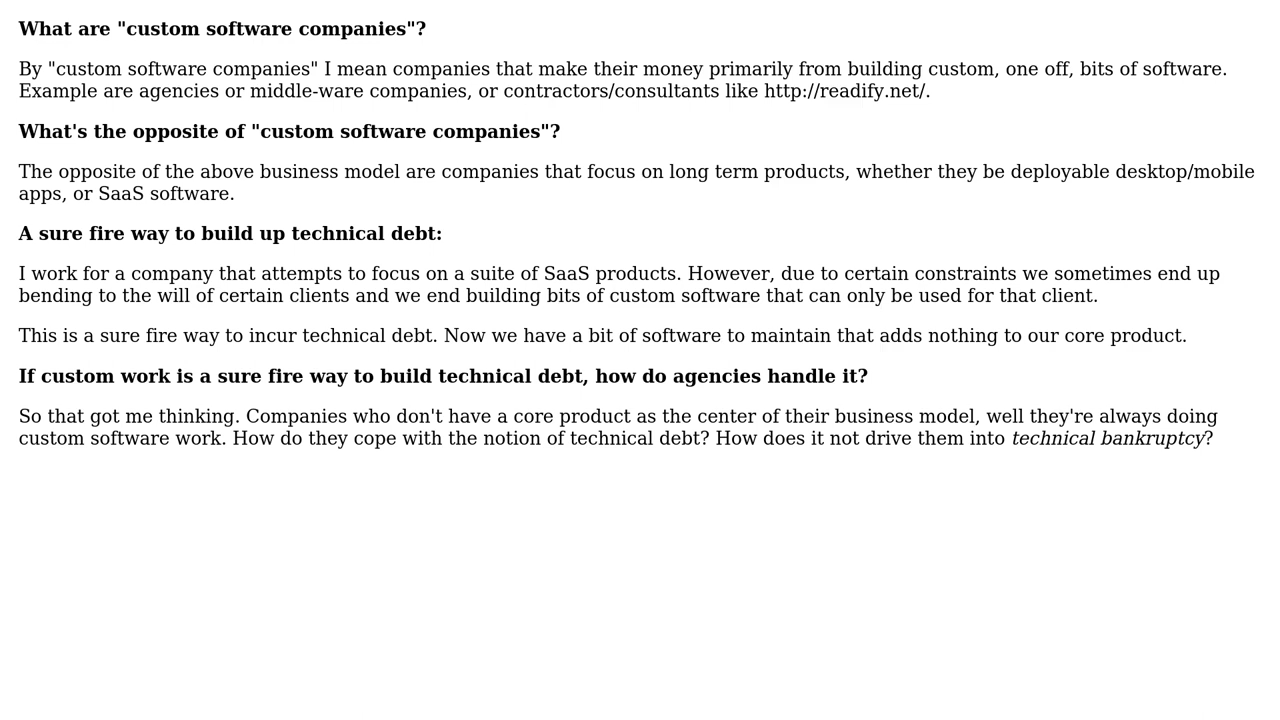 What are "custom software companies"?
By "custom software companies" I mean companies that make their money primarily from building custom, one off, bits of software.
Example are agencies or middle-ware companies, or contractors/consultants like http://readify.net/.
What's the opposite of "custom software companies"?
The opposite of the above business model are companies that focus on long term products, whether they be deployable desktop/mobile
apps, or SaaS software.
A sure fire way to build up technical debt:
I work for a company that attempts to focus on a suite of SaaS products. However, due to certain constraints we sometimes end up
bending to the will of certain clients and we end building bits of custom software that can only be used for that client.
This is a sure fire way to incur technical debt. Now we have a bit of software to maintain that adds nothing to our core product.
If custom work is a sure fire way to build technical debt, how do agencies handle it?
So that got me thinking. Companies who don't have a core product as the center of their business model, well they're always doing
custom software work. How do they cope with the notion of technical debt? How does it not drive them into technical bankruptcy?